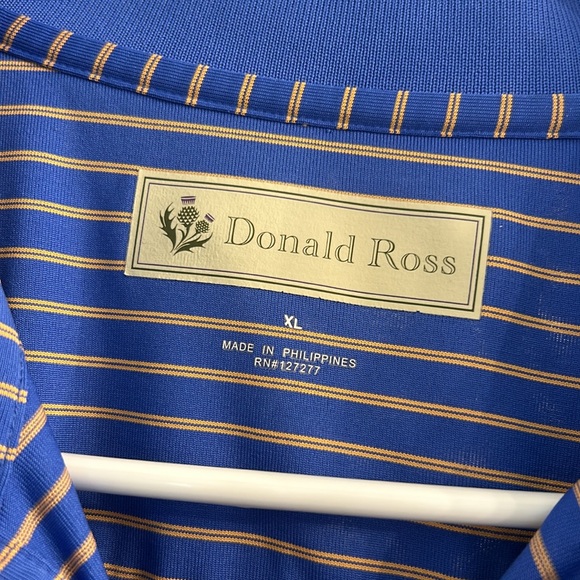 Donald Ross
XL
MADE IN PHILIPPINES
RN#127277